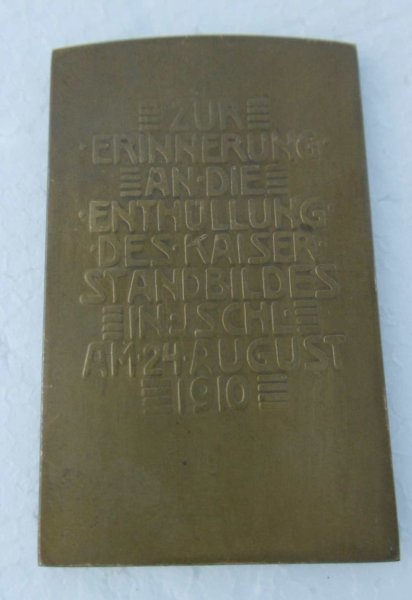 ZUR
ERINNERUNG·
AN·DIE
ENTHÜLLUNG
·DES·KAISER·
STANDBILDES
IN·ISCHL
AM·24·AUGUST
1910